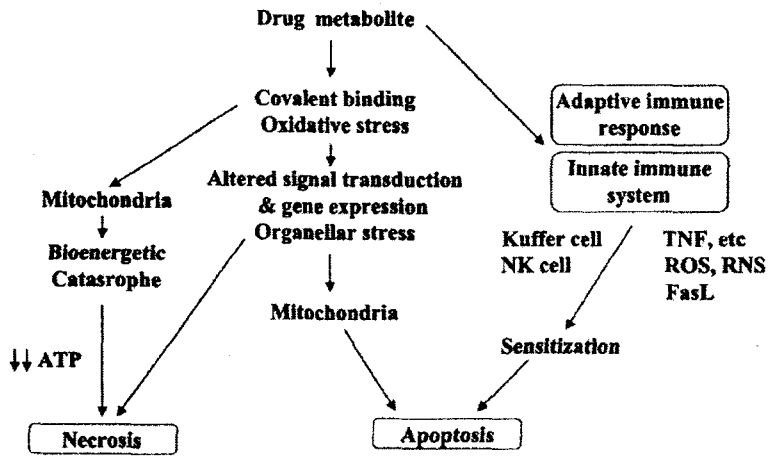 Drug metabolite
Covalent binding
Oxidative stress
Adaptive immune
response
Innate immune
system
Altered signal transduction
& gene expression
Organellar stress
Mitochondria
Bioenergetic
Catasrophe
Kuffer cell
NK cell
TNF, etc
ROS, RNS
FasL
Mitochondria
Sensitization
↓↓ ATP
Necrosis
Apoptosis